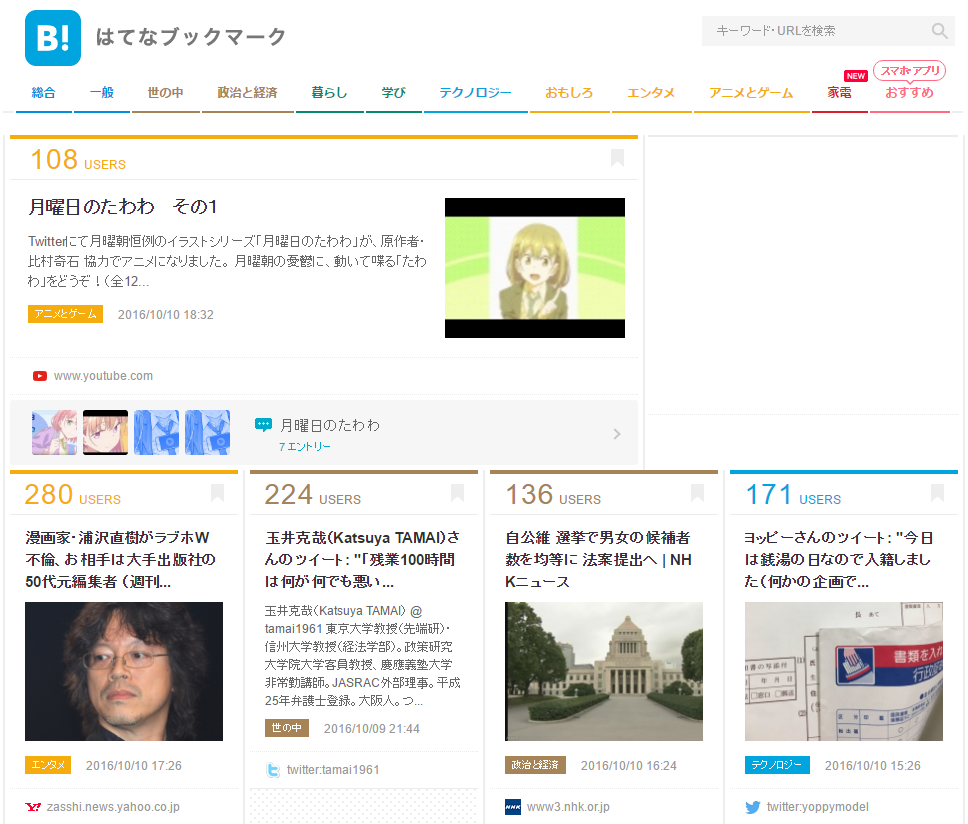 B!
はてなブックマーク
キーワード・URLを検索
総合
一般
世の中
政治と経済
暮らし
学び
テクノロジー
おもしろ
エンタメ
アニメとゲーム
NEW
家電
スマホ・アプリ
おすすめ
108 USERS
月曜日のたわわ　その1
Twitterにて月曜朝恒例のイラストシリーズ「月曜日のたわわ」が、原作者・
比村奇石 協力でアニメになりました。 月曜朝の憂鬱に、動いて喋る「たわ
わ」をどうぞ！（全12...
アニメとゲーム 2016/10/10 18:32
www.youtube.com
月曜日のたわわ
7 エントリー
280 USERS
漫画家・浦沢直樹がラブホW
不倫、お相手は大手出版社の
50代元編集者 （週刊...
エンタメ 2016/10/10 17:26
zasshi.news.yahoo.co.jp
224 USERS
玉井克哉（Katsuya TAMAI）さ
んのツイート: "「残業100時間
は何が何でも悪い...
玉井克哉（Katsuya TAMAI） @
tamai1961 東京大学教授（先端研）・
信州大学教授（経法学部）。政策研究
大学院大学客員教授、慶應義塾大学
非常勤講師。JASRAC外部理事。平成
25年弁護士登録。大阪人。つ...
世の中 2016/10/09 21:44
twitter:tamai1961
136 USERS
自公維 選挙で男女の候補者
数を均等に 法案提出へ | NH
Kニュース
政治と経済 2016/10/10 16:24
NHK www3.nhk.or.jp
171 USERS
ヨッピーさんのツイート: "今日
は銭湯の日なので入籍しまし
た（何かの企画で...
書類を入
テクノロジー 2016/10/10 15:26
twitter:yoppymodel